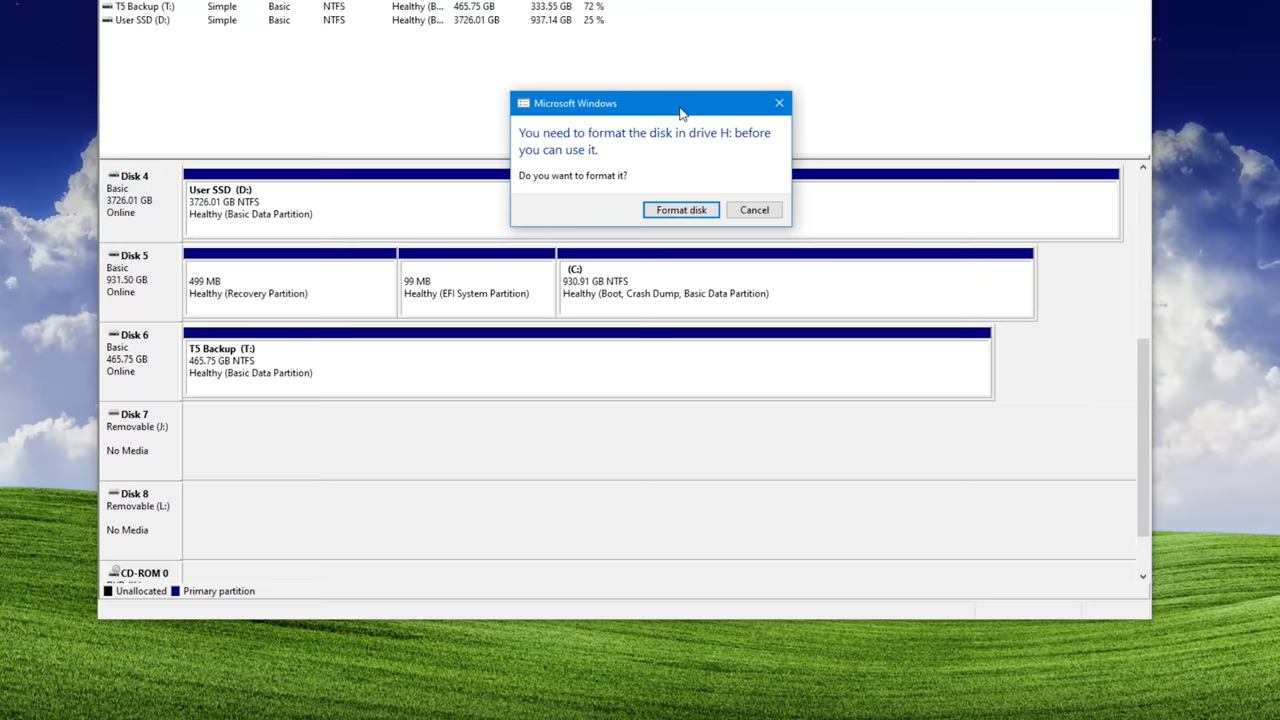 T5 Backup (T:) Simple Basic NTFS Healthy (B... 465.75 GB 333.55 GB 72 %
User SSD (D:) Simple Basic NTFS Healthy (B... 3726.01 GB 937.14 GB 25 %
Microsoft Windows
You need to format the disk in drive H: before
you can use it.
Do you want to format it?
Format disk Cancel
Disk 4
Basic
3726.01 GB
Online
User SSD (D:)
3726.01 GB NTFS
Healthy (Basic Data Partition)
Disk 5
Basic
931.50 GB
Online
499 MB
Healthy (Recovery Partition)
99 MB
Healthy (EFI System Partition)
(C:)
930.91 GB NTFS
Healthy (Boot, Crash Dump, Basic Data Partition)
Disk 6
Basic
465.75 GB
Online
T5 Backup (T:)
465.75 GB NTFS
Healthy (Basic Data Partition)
Disk 7
Removable (J:)
No Media
Disk 8
Removable (L:)
No Media
CD-ROM 0
Unallocated Primary partition